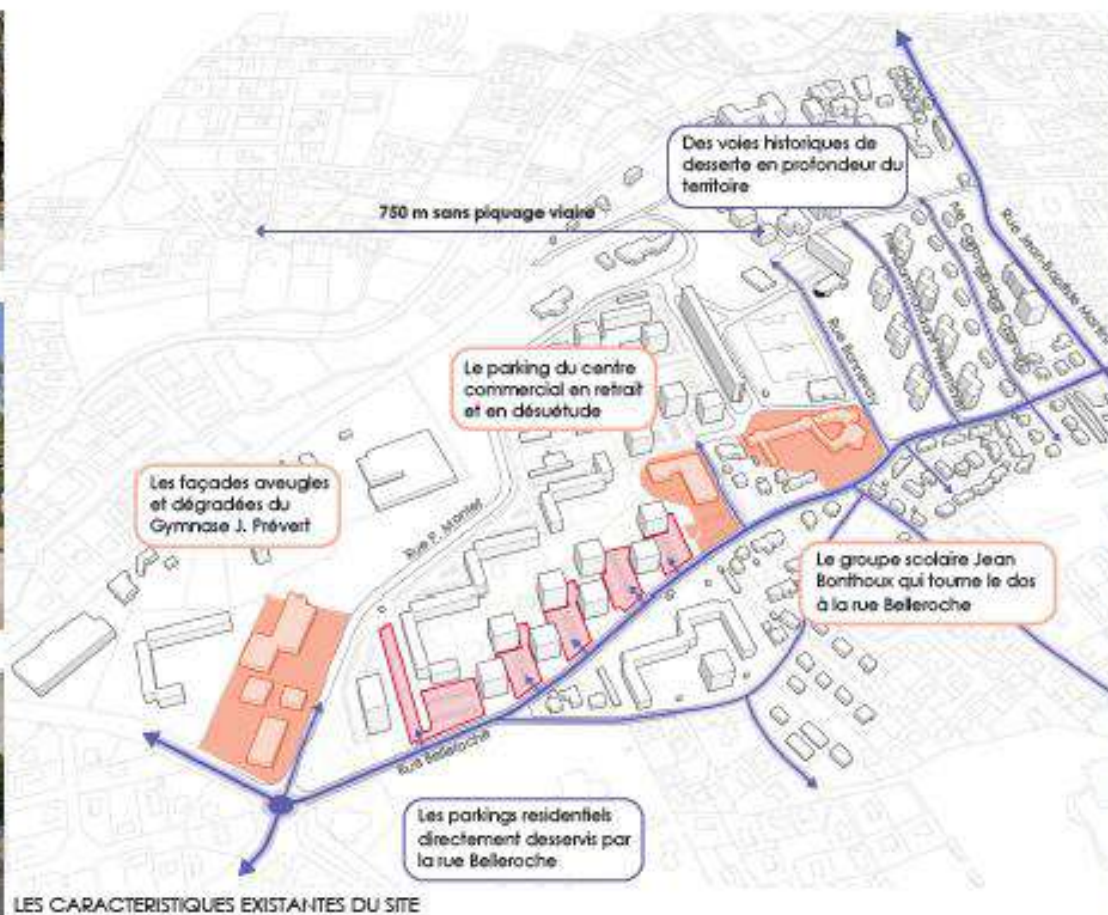 Des voies historiques de
desserte en profondeur du
territoire
750 m sans piquage viaire
Rue Jean-Baptiste Martini
Rue Bonnevay
Le parking du centre
commercial en retrait
et en désuétude
Les façades aveugles
et dégradées du
Gymnase J. Prévert
Rue P. Montet
Le groupe scolaire Jean
Bonthoux qui tourne le dos
à la rue Belleroche
Rue Belleroche
Les parkings residentiels
directement desservis par
la rue Belleroche
LES CARACTERISTIQUES EXISTANTES DU SITE